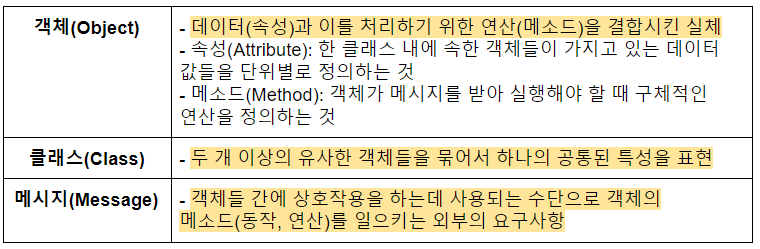 객체(Object)
- 데이터(속성)과 이를 처리하기 위한 연산(메소드)을 결합시킨 실체
- 속성(Attribute): 한 클래스 내에 속한 객체들이 가지고 있는 데이터
값들을 단위별로 정의하는 것
- 메소드(Method): 객체가 메시지를 받아 실행해야 할 때 구체적인
연산을 정의하는 것
클래스(Class)
- 두 개 이상의 유사한 객체들을 묶어서 하나의 공통된 특성을 표현
메시지(Message)
- 객체들 간에 상호작용을 하는데 사용되는 수단으로 객체의
메소드(동작, 연산)를 일으키는 외부의 요구사항